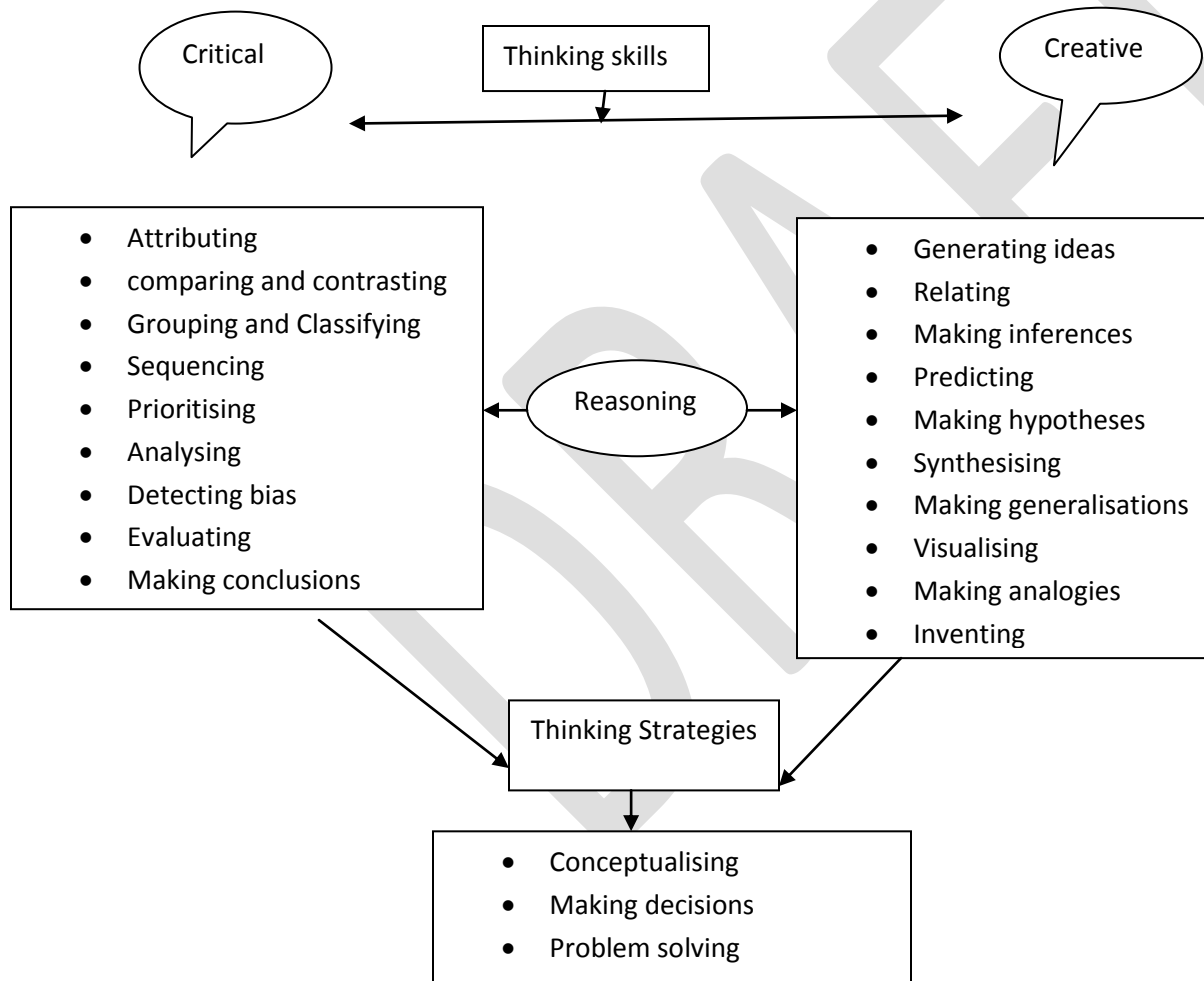 Critical
Thinking skills
Creative
• Attributing
• comparing and contrasting
• Grouping and Classifying
• Sequencing
• Prioritising
• Analysing
• Detecting bias
• Evaluating
• Making conclusions
Reasoning
• Generating ideas
• Relating
• Making inferences
• Predicting
• Making hypotheses
• Synthesising
• Making generalisations
• Visualising
• Making analogies
• Inventing
Thinking Strategies
• Conceptualising
• Making decisions
• Problem solving
DRAF